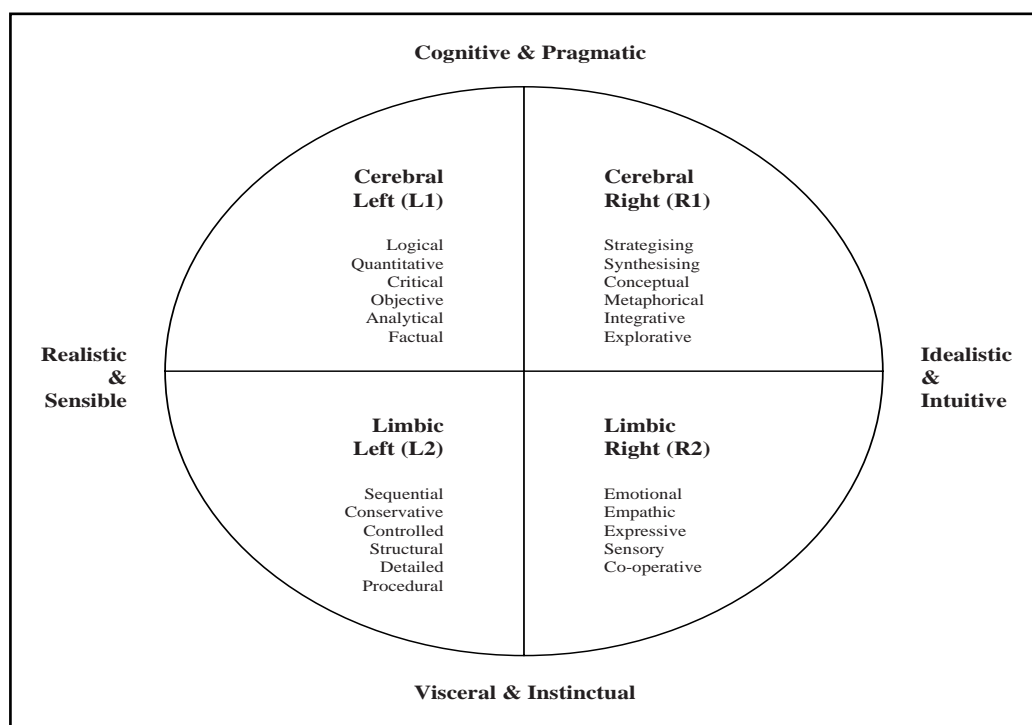 Cognitive & Pragmatic
Cerebral
Left (L1)
Logical
Quantitative
Critical
Objective
Analytical
Factual
Cerebral
Right (R1)
Strategising
Synthesising
Conceptual
Metaphorical
Integrative
Explorative
Realistic
&
Sensible
Idealistic
&
Intuitive
Limbic
Left (L2)
Sequential
Conservative
Controlled
Structural
Detailed
Procedural
Limbic
Right (R2)
Emotional
Empathic
Expressive
Sensory
Co-operative
Visceral & Instinctual